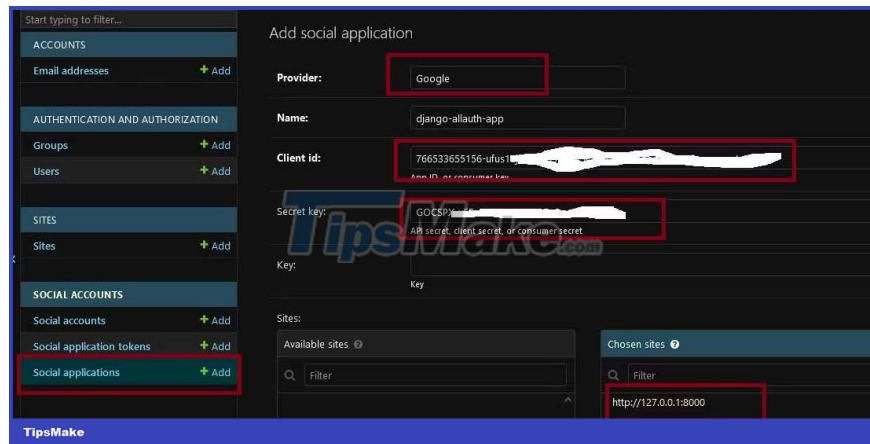 Start typing to filter...
ACCOUNTS
Email addresses + Add
AUTHENTICATION AND AUTHORIZATION
Groups + Add
Users + Add
SITES
Sites + Add
SOCIAL ACCOUNTS
Social accounts + Add
Social application tokens + Add
Social applications + Add
Add social application
Provider: Google
Name: django-allauth-app
Client id: 766533655156-ufus1
App ID, or consumer key
Secret key: GOCSPX
API secret, client secret, or consumer secret
Key:
Key
Sites:
Available sites
Filter
Chosen sites
Filter
http://127.0.0.1:8000
TipsMake.com
TipsMake